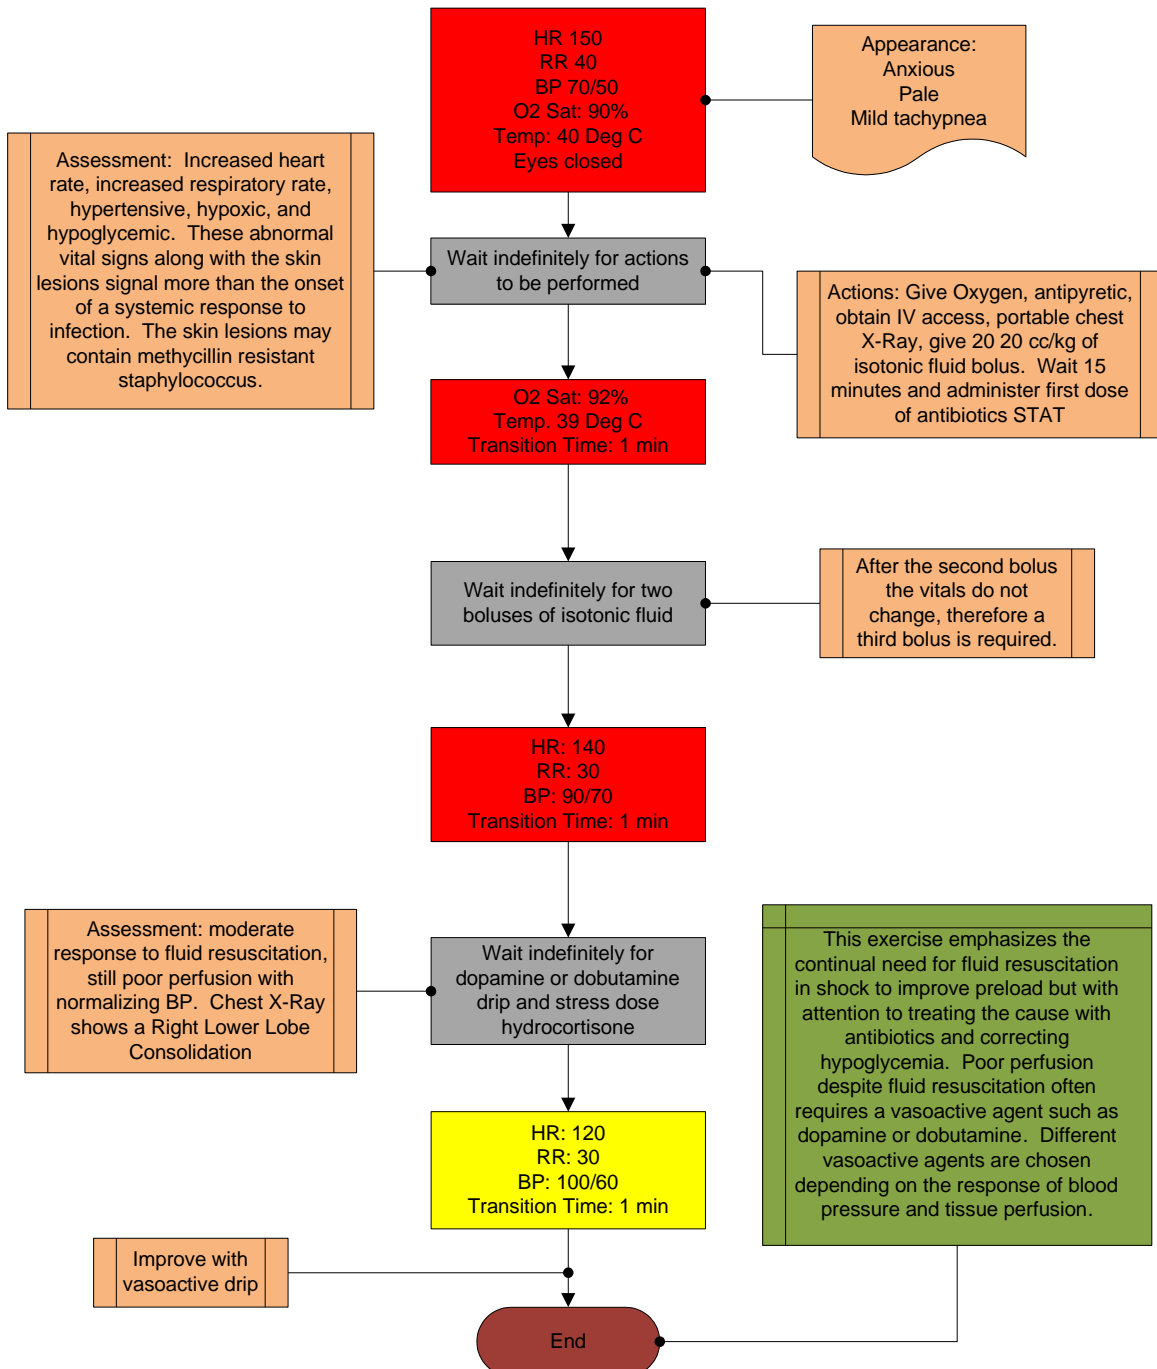 HR 150
RR 40
BP 70/50
O2 Sat: 90%
Temp: 40 Deg C
Eyes closed
Appearance:
Anxious
Pale
Mild tachypnea
Assessment: Increased heart
rate, increased respiratory rate,
hypertensive, hypoxic, and
hypoglycemic. These abnormal
vital signs along with the skin
lesions signal more than the onset
of a systemic response to
infection. The skin lesions may
contain methycillin resistant
staphylococcus.
Wait indefinitely for actions
to be performed
Actions: Give Oxygen, antipyretic,
obtain IV access, portable chest
X-Ray, give 20 20 cc/kg of
isotonic fluid bolus. Wait 15
minutes and administer first dose
of antibiotics STAT
O2 Sat: 92%
Temp. 39 Deg C
Transition Time: 1 min
Wait indefinitely for two
boluses of isotonic fluid
After the second bolus
the vitals do not
change, therefore a
third bolus is required.
HR: 140
RR: 30
BP: 90/70
Transition Time: 1 min
Assessment: moderate
response to fluid resuscitation,
still poor perfusion with
normalizing BP. Chest X-Ray
shows a Right Lower Lobe
Consolidation
Wait indefinitely for
dopamine or dobutamine
drip and stress dose
hydrocortisone
This exercise emphasizes the
continual need for fluid resuscitation
in shock to improve preload but with
attention to treating the cause with
antibiotics and correcting
hypoglycemia. Poor perfusion
despite fluid resuscitation often
requires a vasoactive agent such as
dopamine or dobutamine. Different
vasoactive agents are chosen
depending on the response of blood
pressure and tissue perfusion.
HR: 120
RR: 30
BP: 100/60
Transition Time: 1 min
Improve with
vasoactive drip
End